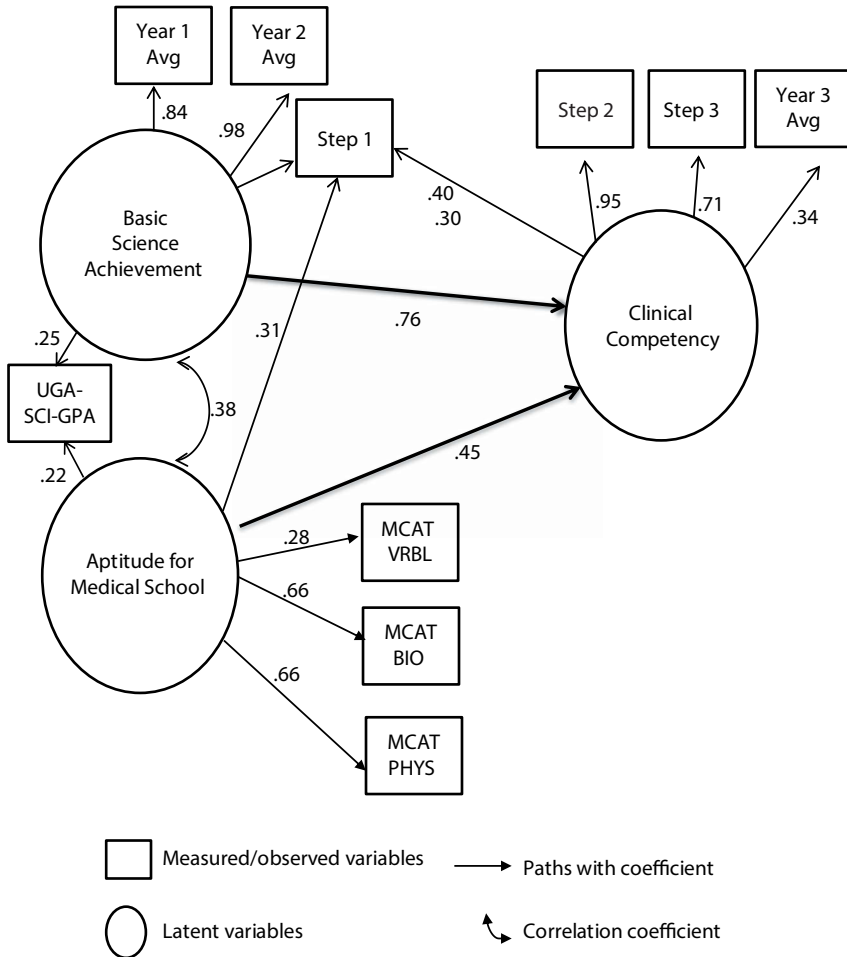 Year 1
Avg
Year 2
Avg
Step 1
Step 2
Step 3
Year 3
Avg
.84
.98
.40
.30
.95
.71
.34
Basic
Science
Achievement
Clinical
Competency
.76
.31
.25
UGA-
SCI-GPA
.38
.22
.45
Aptitude for
Medical School
.28
MCAT
VRBL
.66
MCAT
BIO
.66
MCAT
PHYS
Measured/observed variables
Paths with coefficient
Latent variables
Correlation coefficient